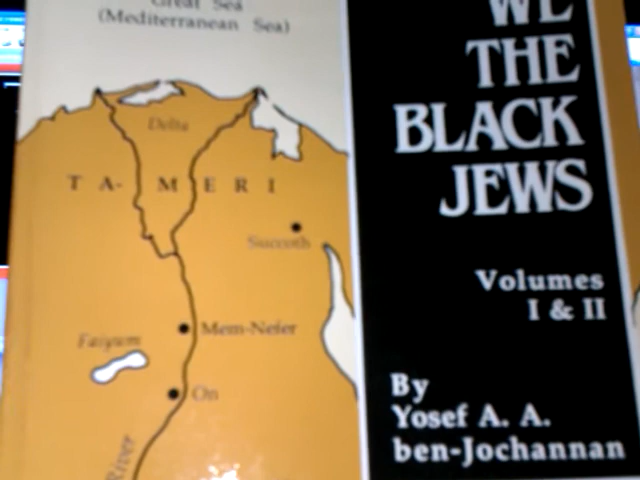 Great Sea
(Mediterranean Sea)
Delta
TA-MERI
Succoth
Faiyum
Mem-Nefer
On
River
WE
THE
BLACK
JEWS
Volumes
I & II
By
Yosef A. A.
ben-Jochannan